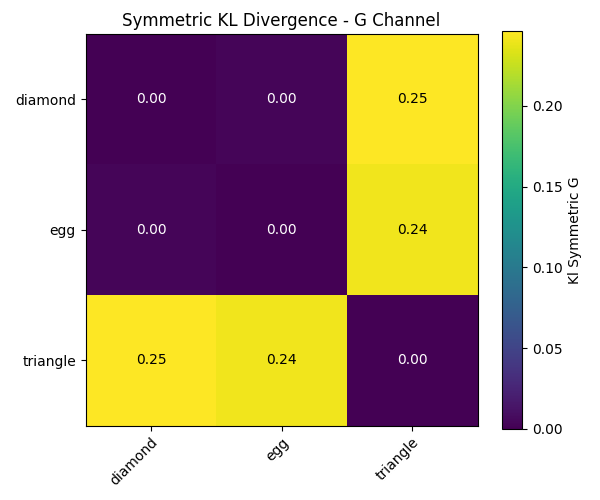 Symmetric KL Divergence - G Channel
diamond 0.00 0.00 0.25
egg 0.00 0.00 0.24
triangle 0.25 0.24 0.00
diamond egg triangle
0.20
0.15
0.10
0.05
0.00
Kl Symmetric G